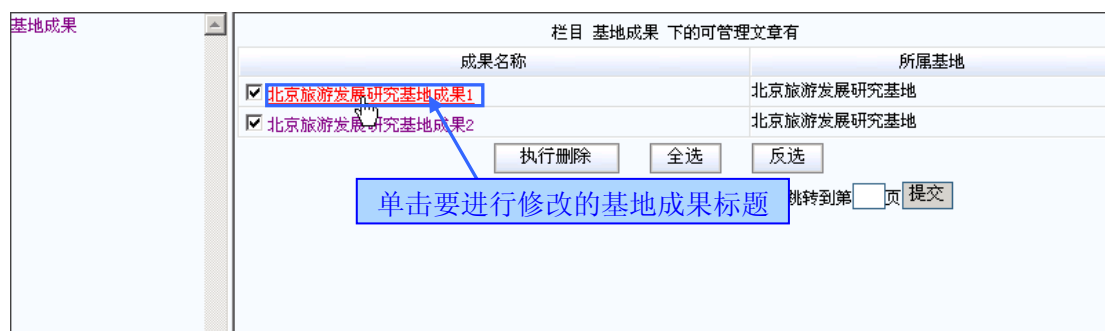 基地成果
栏目 基地成果 下的可管理文章有
成果名称 所属基地
北京旅游发展研究基地成果1 北京旅游发展研究基地
北京旅游发展研究基地成果2 北京旅游发展研究基地
执行删除 全选 反选
单击要进行修改的基地成果标题
跳转到第 页 提交